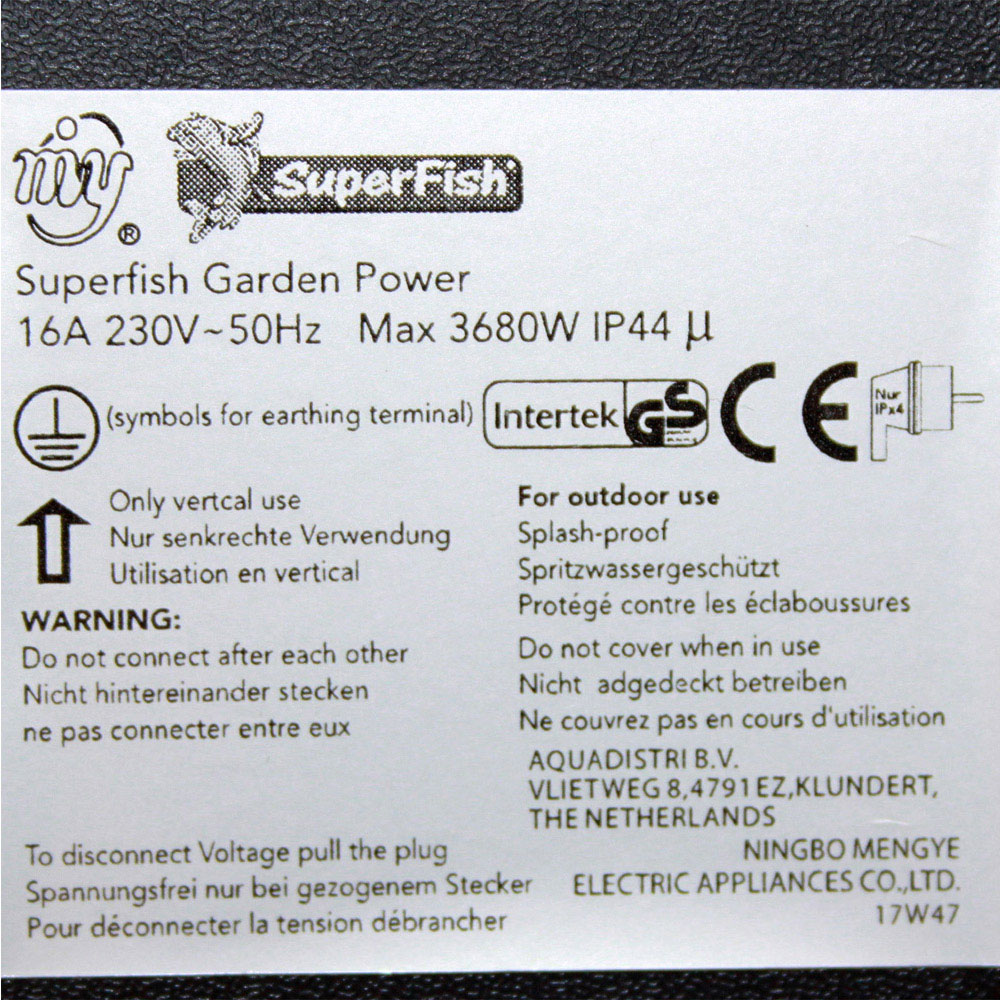 my ®
SuperFish
Superfish Garden Power
16A 230V~50Hz Max 3680W IP44 µ
(symbols for earthing terminal)
Intertek GS CE
Nur
IPx4
Only vertcal use
Nur senkrechte Verwendung
Utilisation en vertical
WARNING:
Do not connect after each other
Nicht hintereinander stecken
ne pas connecter entre eux
For outdoor use
Splash-proof
Spritzwassergeschützt
Protégé contre les éclaboussures
Do not cover when in use
Nicht adgedeckt betreiben
Ne couvrez pas en cours d'utilisation
AQUADISTRI B.V.
VLIETWEG 8,4791EZ,KLUNDERT,
THE NETHERLANDS
To disconnect Voltage pull the plug
Spannungsfrei nur bei gezogenem Stecker
Pour déconnecter la tension débrancher
NINGBO MENGYE
ELECTRIC APPLIANCES CO.,LTD.
17W47